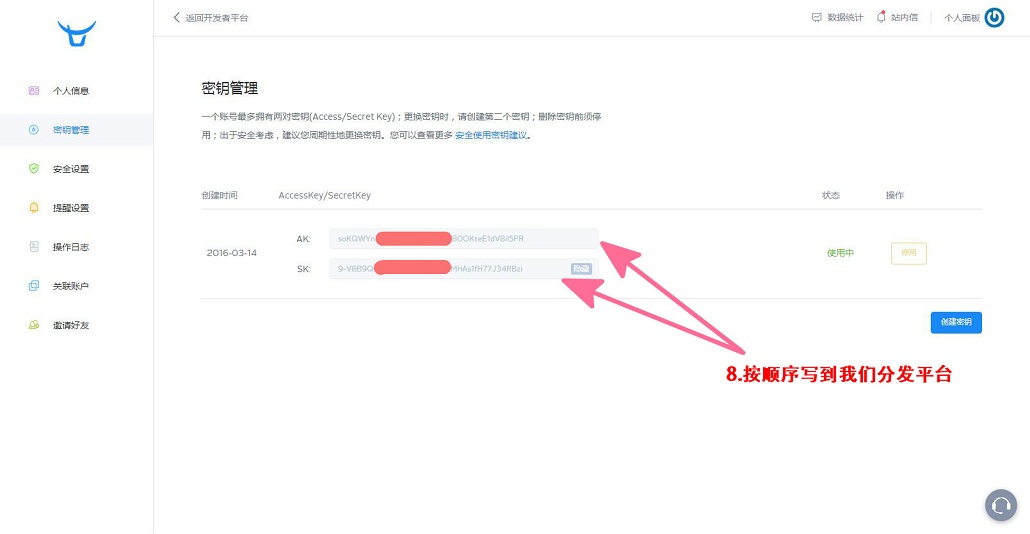 返回开发者平台
数据统计
站内信
个人面板
个人信息
密钥管理
安全设置
提醒设置
操作日志
关联账户
邀请好友
密钥管理
一个账号最多拥有两对密钥(Access/Secret Key)；更换密钥时，请创建第二个密钥；删除密钥前须停
用；出于安全考虑，建议您周期性地更换密钥。您可以查看更多 安全使用密钥建议。
创建时间 AccessKey/SecretKey 状态 操作
2016-03-14
AK:
SK:
隐藏
使用中
停用
创建密钥
8.按顺序写到我们分发平台